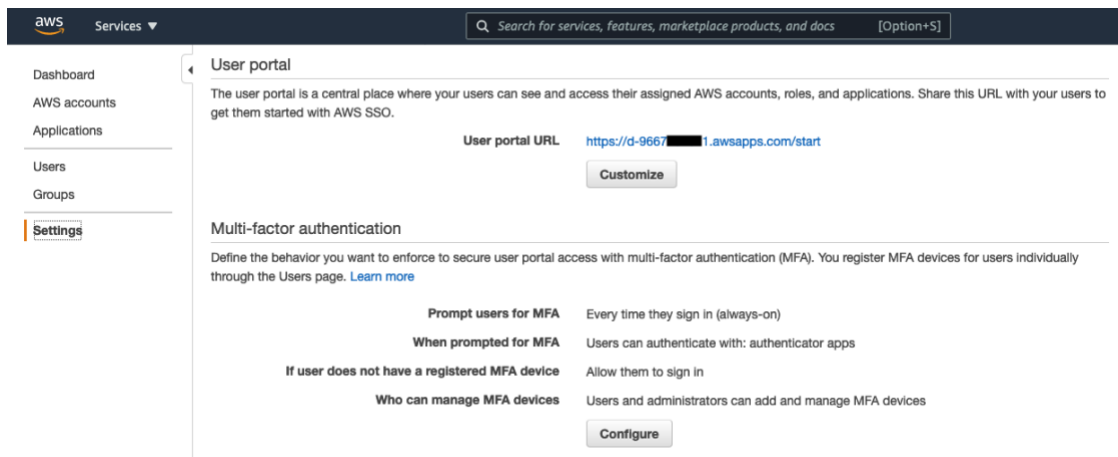 aws Services ▼ Search for services, features, marketplace products, and docs [Option+S]
Dashboard
AWS accounts
Applications
Users
Groups
Settings
User portal
The user portal is a central place where your users can see and access their assigned AWS accounts, roles, and applications. Share this URL with your users to
get them started with AWS SSO.
User portal URL https://d-9667 1.awsapps.com/start
Customize
Multi-factor authentication
Define the behavior you want to enforce to secure user portal access with multi-factor authentication (MFA). You register MFA devices for users individually
through the Users page. Learn more
Prompt users for MFA Every time they sign in (always-on)
When prompted for MFA Users can authenticate with: authenticator apps
If user does not have a registered MFA device Allow them to sign in
Who can manage MFA devices Users and administrators can add and manage MFA devices
Configure